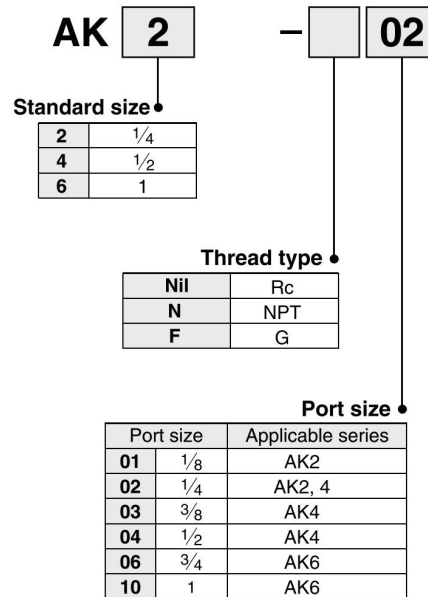 AK 2 – 02
Standard size
2 1/4
4 1/2
6 1
Thread type
Nil Rc
N NPT
F G
Port size
Port size Applicable series
01 1/8 AK2
02 1/4 AK2, 4
03 3/8 AK4
04 1/2 AK4
06 3/4 AK6
10 1 AK6